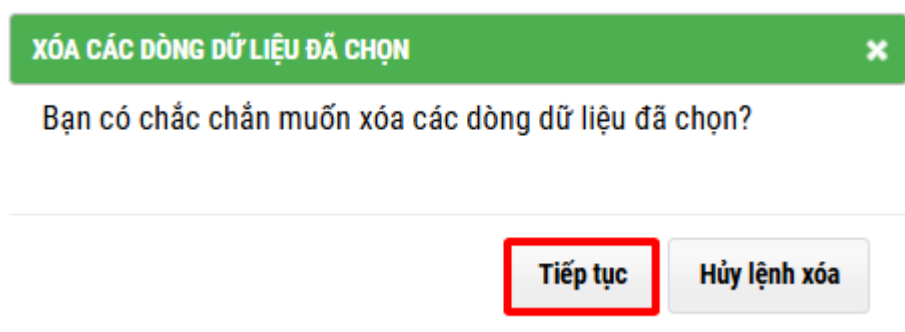 XÓA CÁC DÒNG DỮ LIỆU ĐÃ CHỌN
Bạn có chắc chắn muốn xóa các dòng dữ liệu đã chọn?
Tiếp tục Hủy lệnh xóa